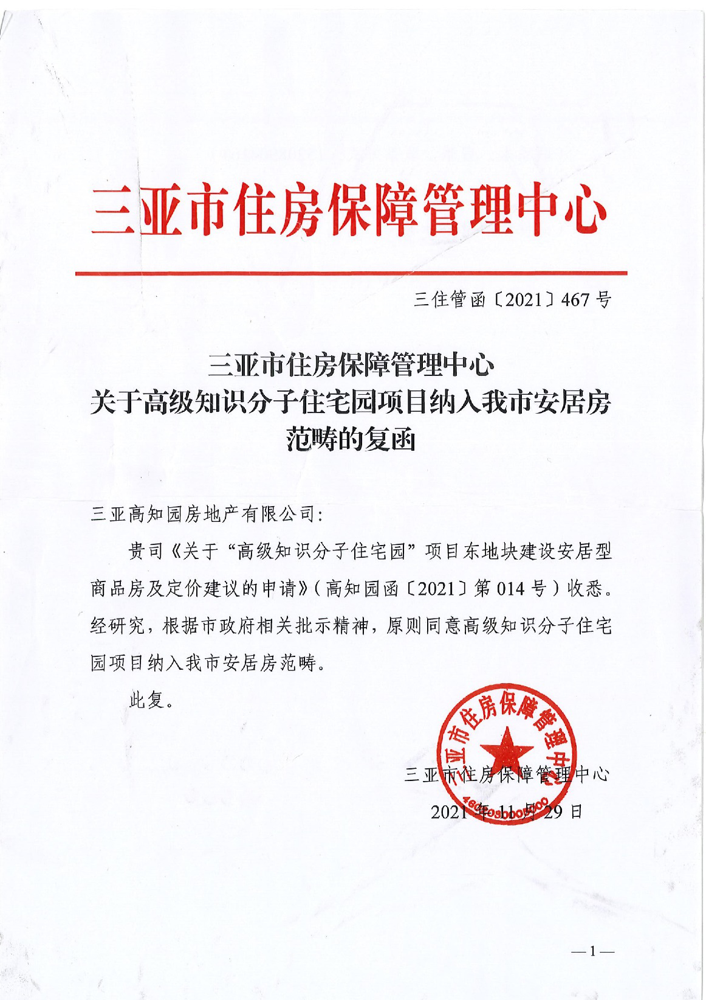 三亚市住房保障管理中心
三住管函〔2021〕467号
三亚市住房保障管理中心
关于高级知识分子住宅园项目纳入我市安居房
范畴的复函
三亚高知园房地产有限公司：
贵司《关于“高级知识分子住宅园”项目东地块建设安居型
商品房及定价建议的申请》（高知园函〔2021〕第014号）收悉。
经研究，根据市政府相关批示精神，原则同意高级知识分子住宅
园项目纳入我市安居房范畴。
此复。
三亚市住房保障管理中心
三亚市住房保障管理中心
2021年11月29日
—1—